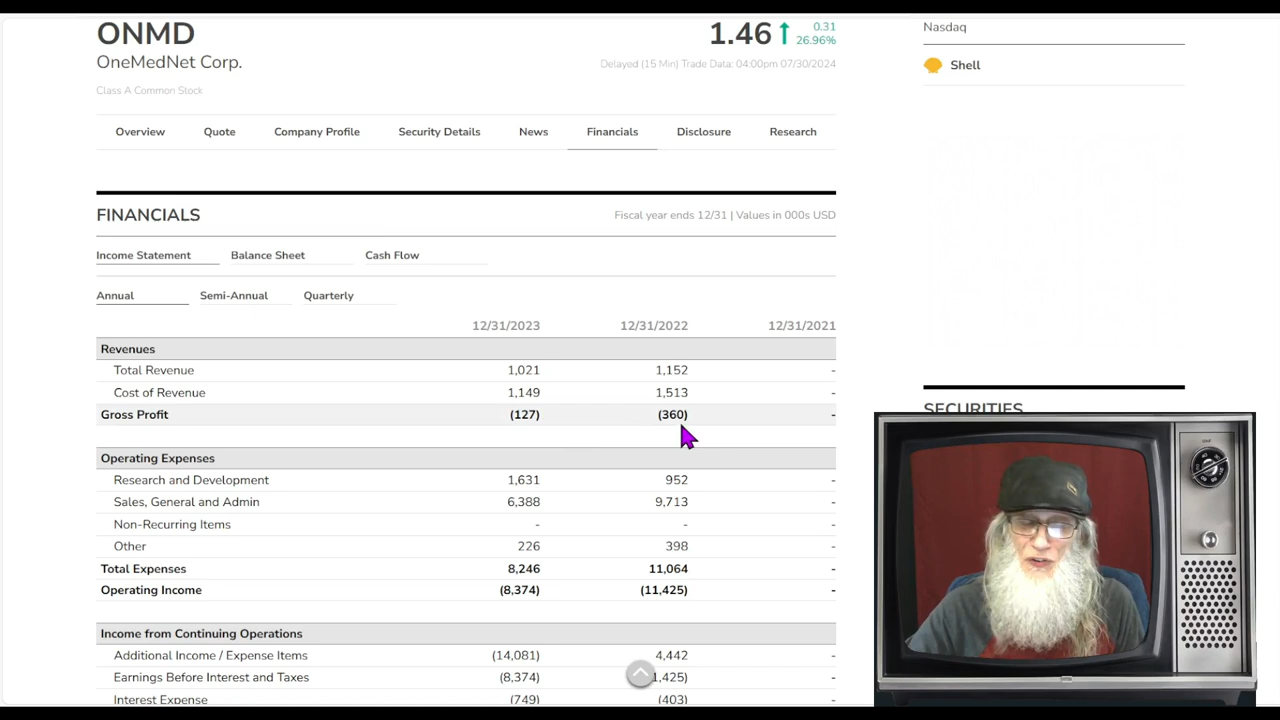 ONMD
1.46 0.31
26.96%
OneMedNet Corp.
Delayed (15 Min) Trade Data: 04:00pm 07/30/2024
Class A Common Stock
Nasdaq
Shell
Overview Quote Company Profile Security Details News Financials Disclosure Research
FINANCIALS
Fiscal year ends 12/31 | Values in 000s USD
Income Statement Balance Sheet Cash Flow
Annual Semi-Annual Quarterly
12/31/2023 12/31/2022 12/31/2021
Revenues
Total Revenue 1,021 1,152 -
Cost of Revenue 1,149 1,513 -
Gross Profit (127) (360) -
Operating Expenses
Research and Development 1,631 952 -
Sales, General and Admin 6,388 9,713 -
Non-Recurring Items - - -
Other 226 398 -
Total Expenses 8,246 11,064 -
Operating Income (8,374) (11,425) -
Income from Continuing Operations
Additional Income / Expense Items (14,081) 4,442 -
Earnings Before Interest and Taxes (8,374) 1,425) -
Interest Expense (749) (403) -
SECURITIES